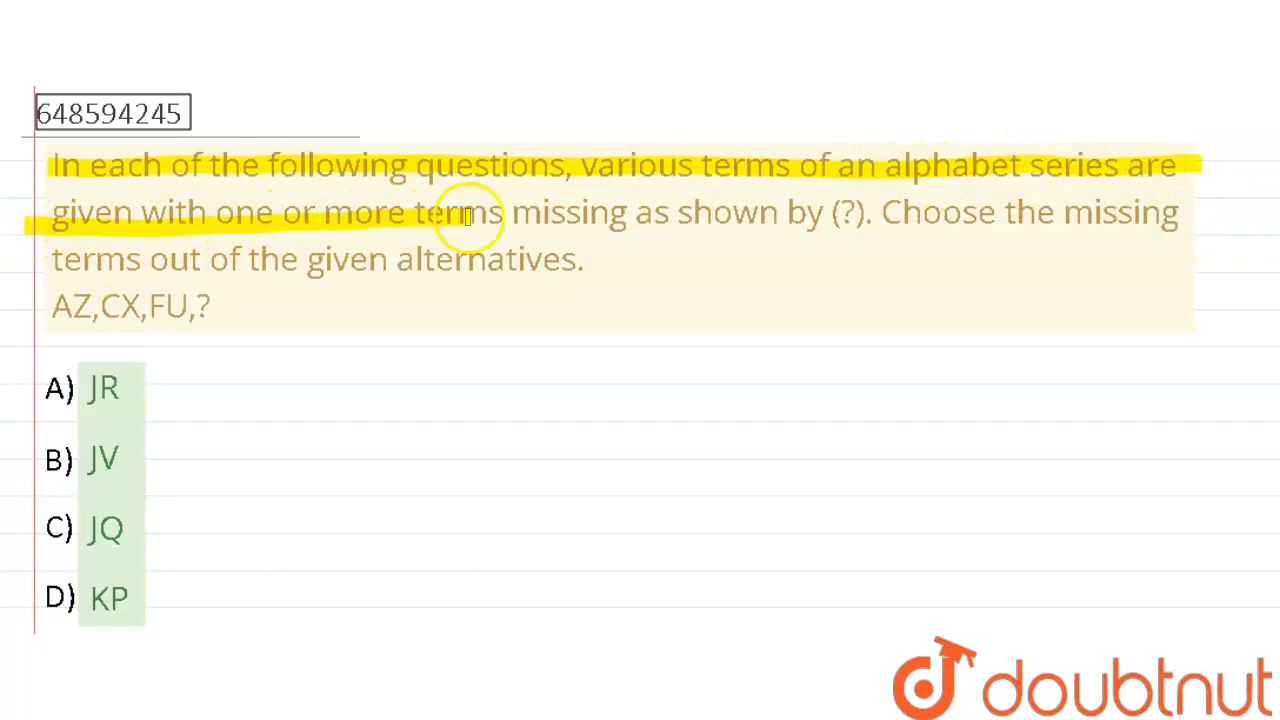 648594245
In each of the following questions, various terms of an alphabet series are
given with one or more terms missing as shown by (?). Choose the missing
terms out of the given alternatives.
AZ,CX,FU,?
A) JR
B) JV
C) JQ
D) KP
doubtnut